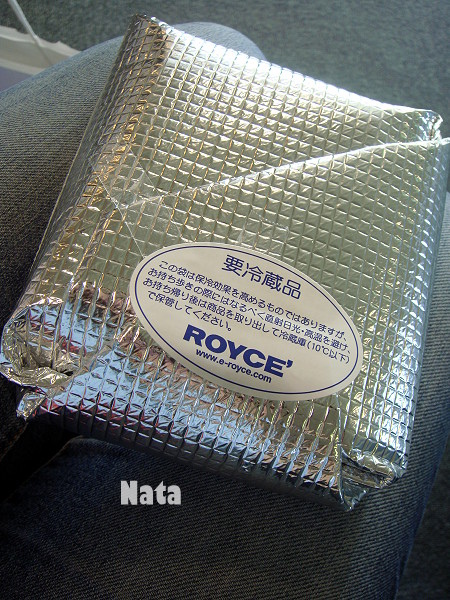 要冷蔵品
この袋は保冷効果を高めるものではありますが、
お持ち歩きの際にはなるべく直射日光・高温を避け、
お持ち帰り後は商品を取り出して冷蔵庫(10℃以下)
で保管してください。
ROYCE'
www.e-royce.com
Nata